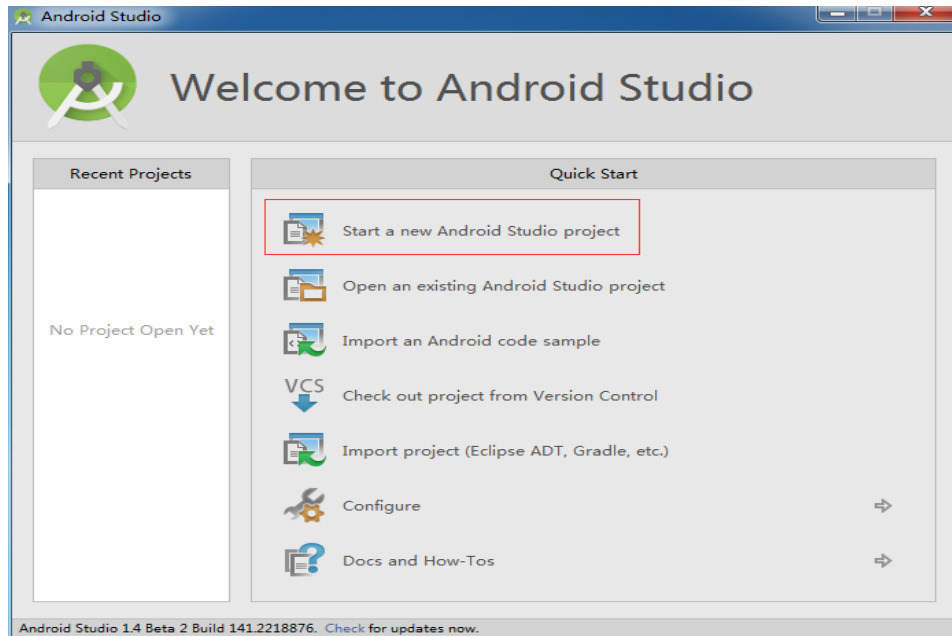 Android Studio
Welcome to Android Studio
Recent Projects
Quick Start
No Project Open Yet
Start a new Android Studio project
Open an existing Android Studio project
Import an Android code sample
VCS
Check out project from Version Control
Import project (Eclipse ADT, Gradle, etc.)
Configure
Docs and How-Tos
Android Studio 1.4 Beta 2 Build 141.2218876. Check for updates now.